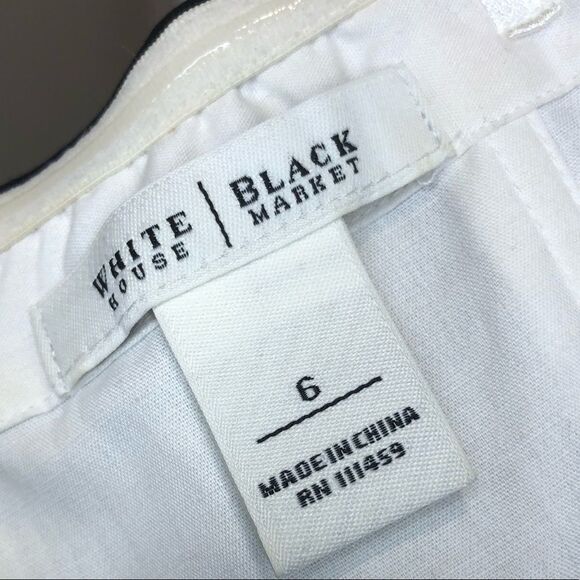 WHITE HOUSE | BLACK MARKET
6
MADE IN CHINA
RN 111459